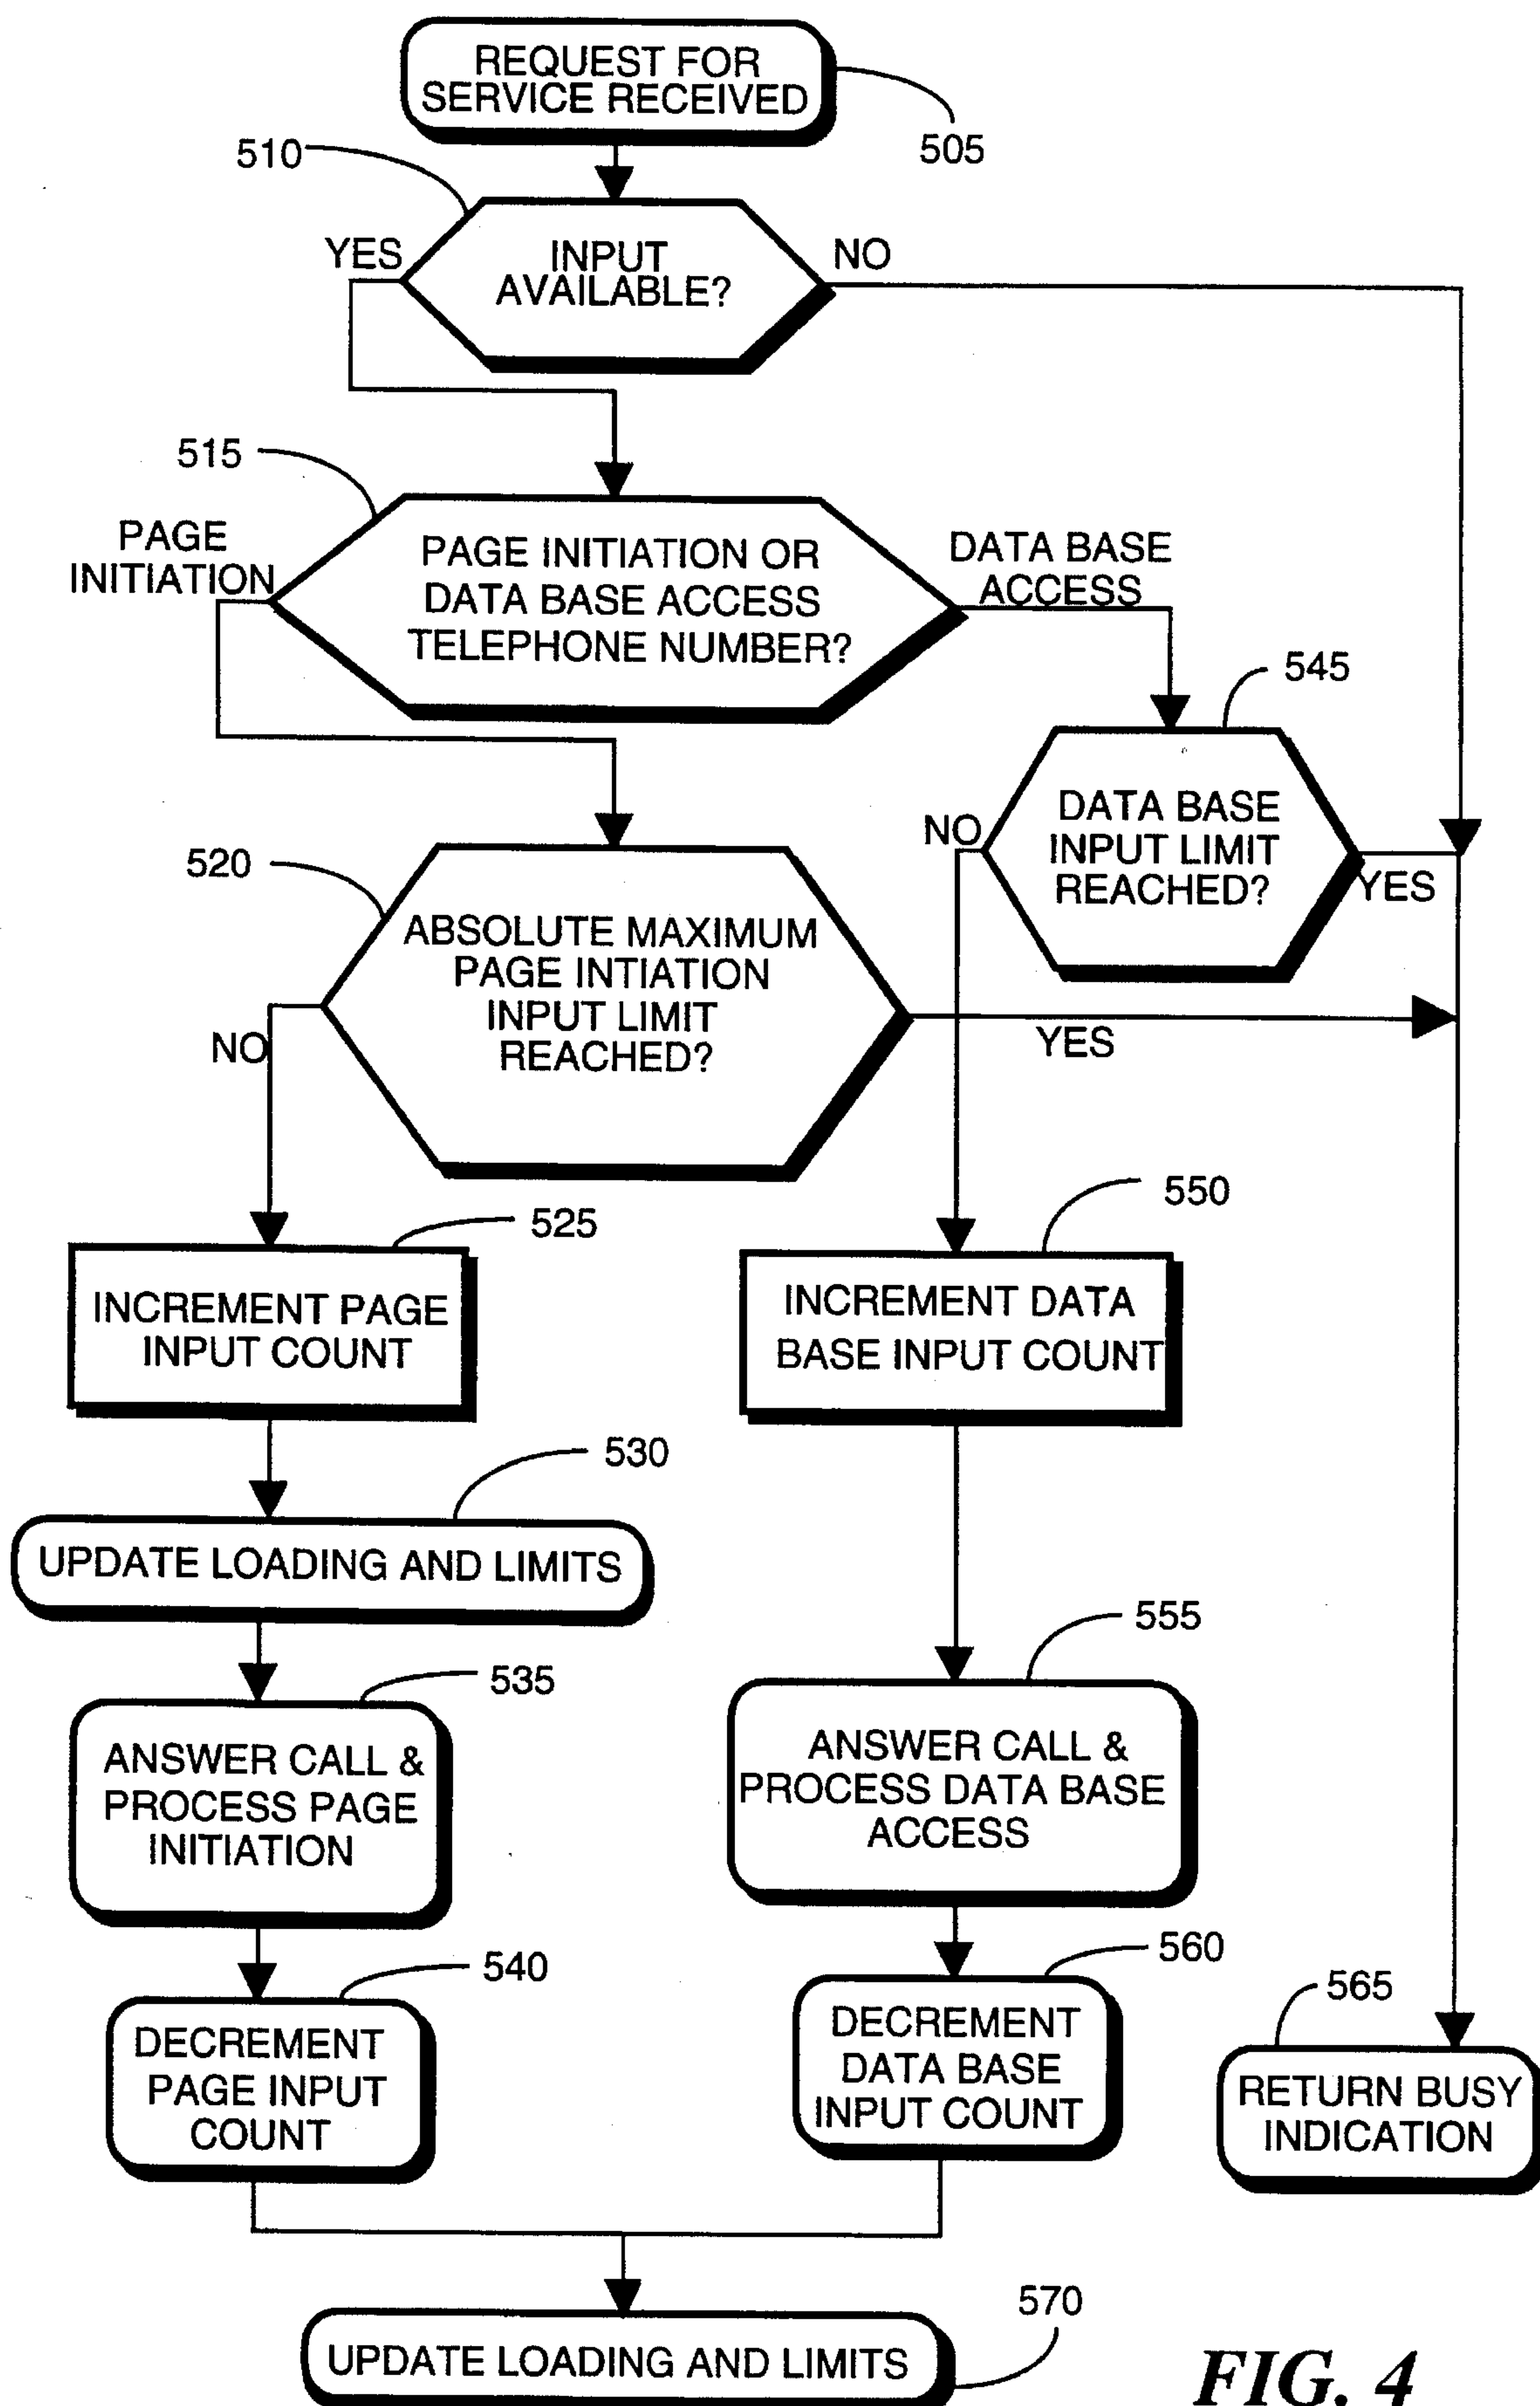 REQUEST FOR
SERVICE RECEIVED
505
510
YES
INPUT
AVAILABLE?
NO
515
PAGE
INITIATION
PAGE INITIATION OR
DATA BASE ACCESS
TELEPHONE NUMBER?
DATA BASE
ACCESS
545
DATA BASE
INPUT LIMIT
REACHED?
NO
YES
520
ABSOLUTE MAXIMUM
PAGE INTIATION
INPUT LIMIT
REACHED?
NO
YES
525
INCREMENT PAGE
INPUT COUNT
550
INCREMENT DATA
BASE INPUT COUNT
530
UPDATE LOADING AND LIMITS
535
ANSWER CALL &
PROCESS PAGE
INITIATION
555
ANSWER CALL &
PROCESS DATA BASE
ACCESS
540
DECREMENT
PAGE INPUT
COUNT
560
DECREMENT
DATA BASE
INPUT COUNT
565
RETURN BUSY
INDICATION
570
UPDATE LOADING AND LIMITS
FIG. 4